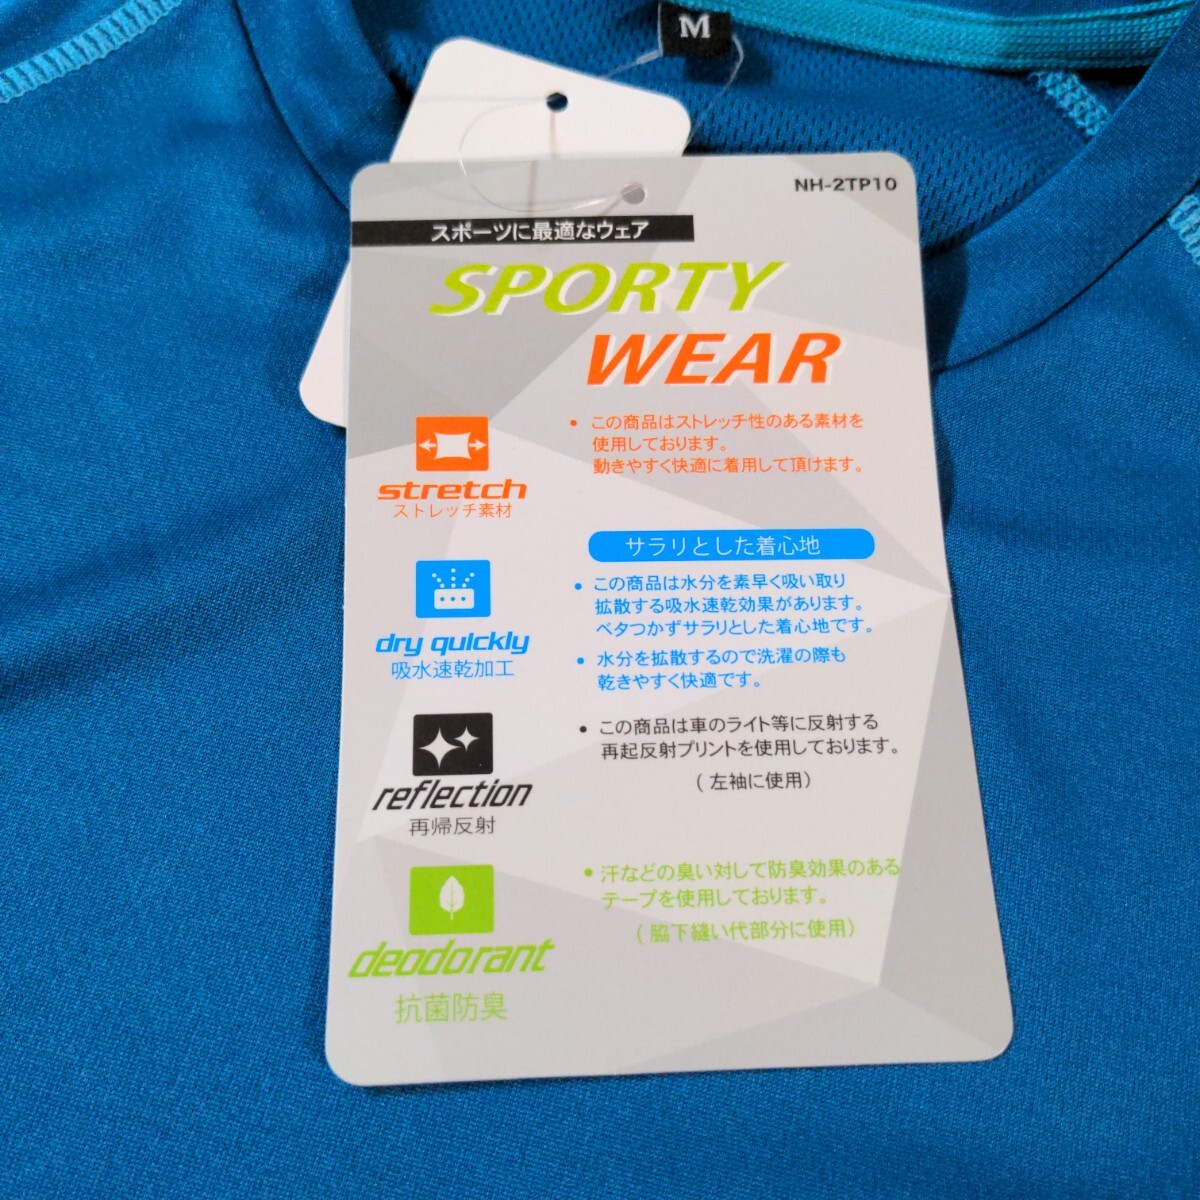 M
NH-2TP10
スポーツに最適なウェア
SPORTY
WEAR
stretch
ストレッチ素材
・この商品はストレッチ性のある素材を
使用しております。
動きやすく快適に着用して頂けます。
サラリとした着心地
dry quickly
吸水速乾加工
・この商品は水分を素早く吸い取り
拡散する吸水速乾効果があります。
ベタつかずサラリとした着心地です。
・水分を拡散するので洗濯の際も
乾きやすく快適です。
reflection
再帰反射
・この商品は車のライト等に反射する
再起反射プリントを使用しております。
(左袖に使用)
deodorant
抗菌防臭
・汗などの臭い対して防臭効果のある
テープを使用しております。
(脇下縫い代部分に使用)